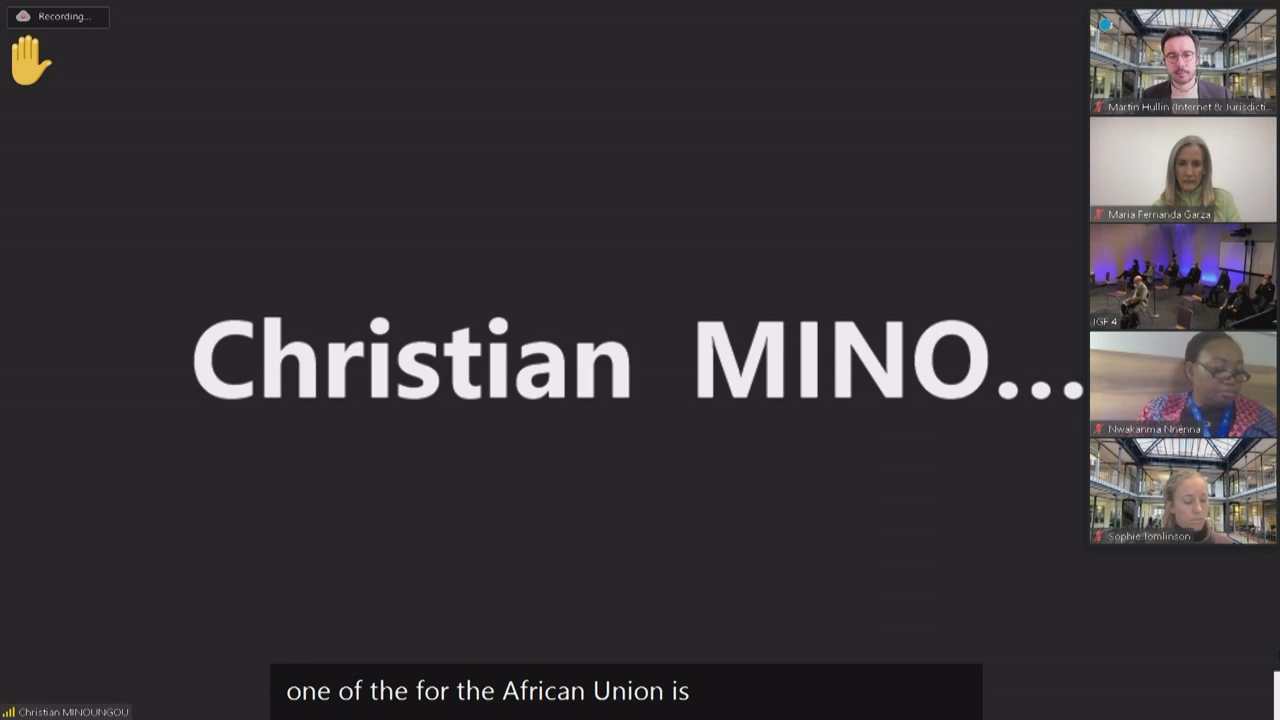 Recording...
Martin Hullin (Internet & Jurisdicti...
Maria Fernanda Garza
IGF 4
Nwakanma Nnenna
Sophie Tomlinson
Christian MINO...
one of the for the African Union is
Christian MINOUNGOU